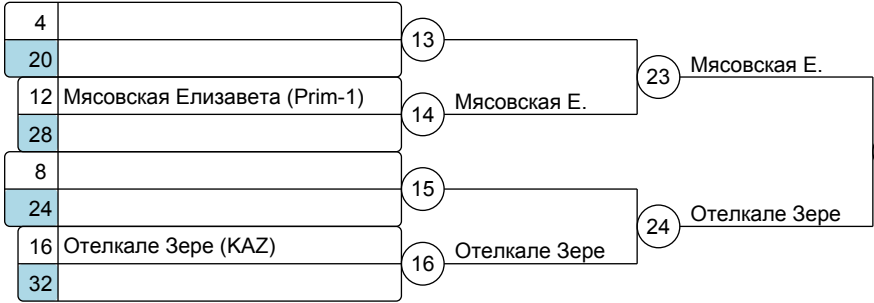 4
13
20
23 Мясовская Е.
12 Мясовская Елизавета (Prim-1)
14 Мясовская Е.
28
8
15
24
24 Отелкале Зере
16 Отелкале Зере (KAZ)
16 Отелкале Зере
32